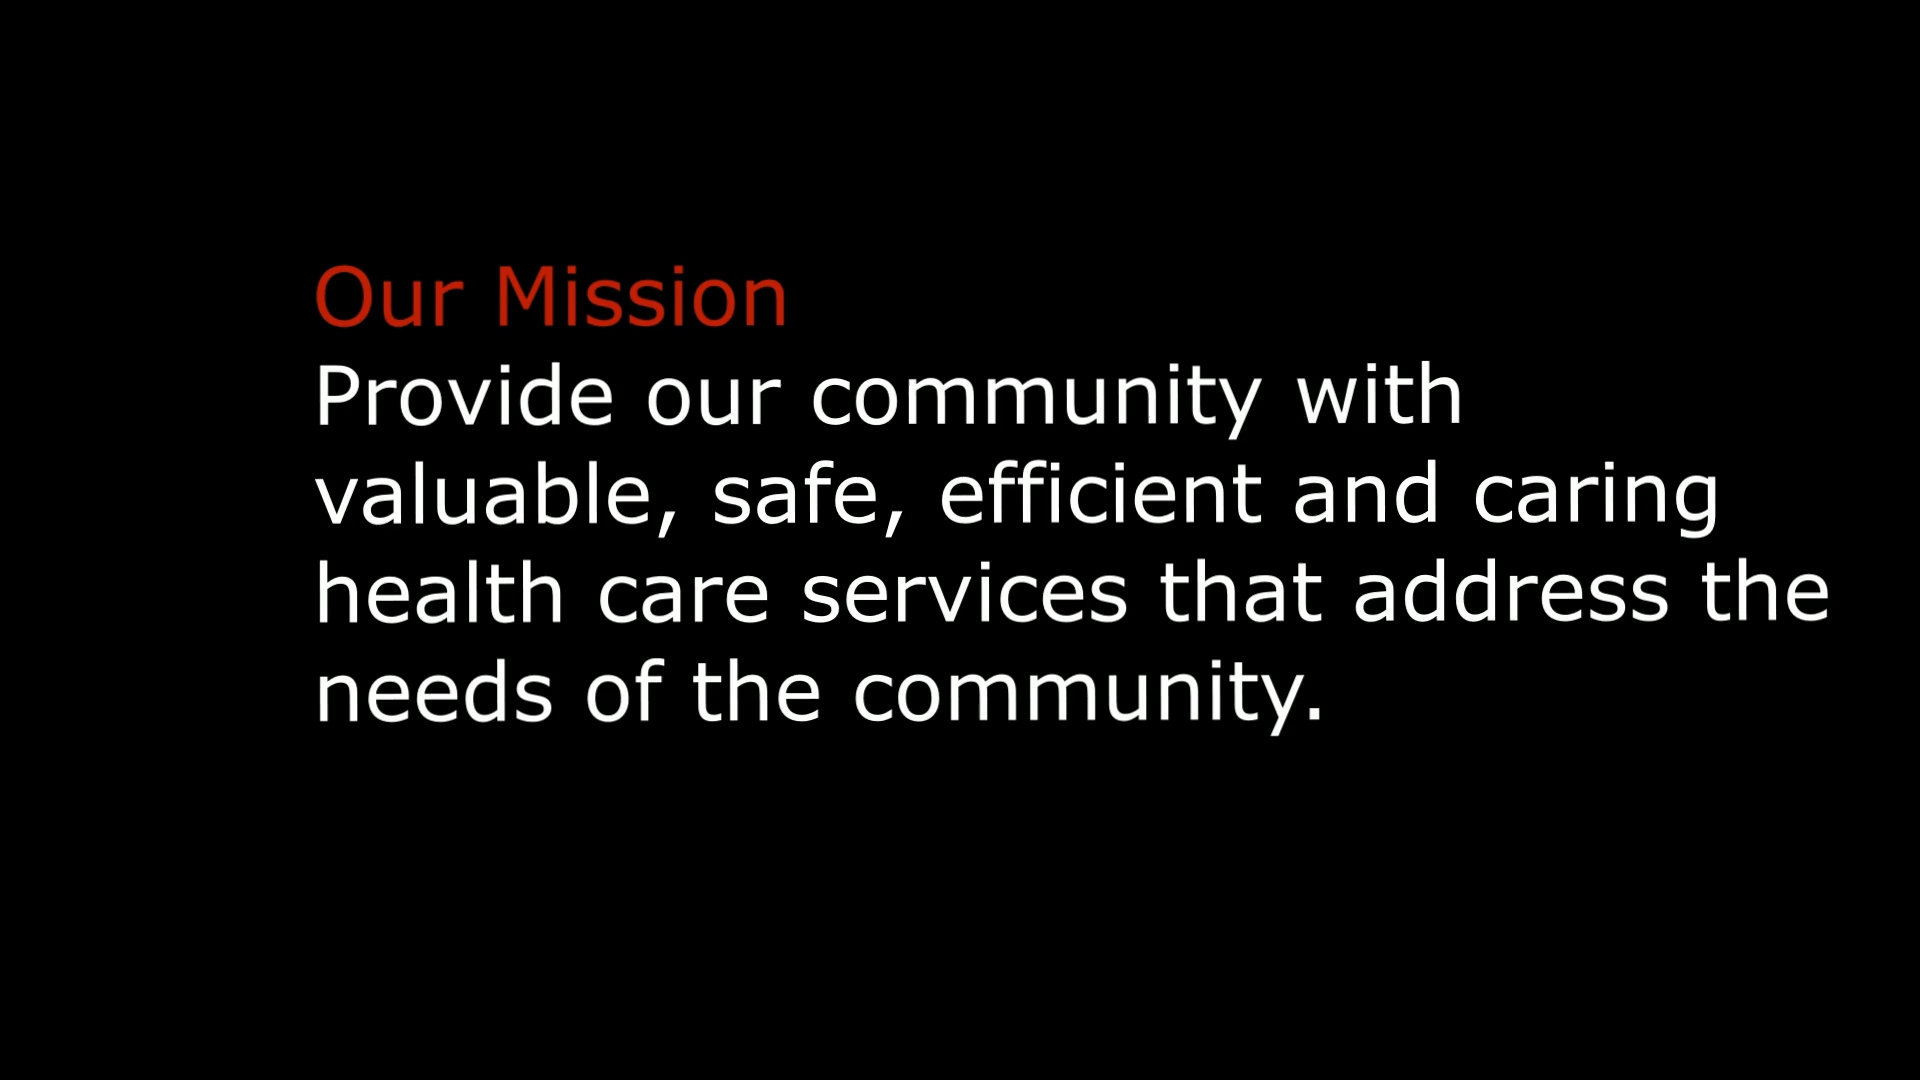 Our Mission
Provide our community with
valuable, safe, efficient and caring
health care services that address the
needs of the community.